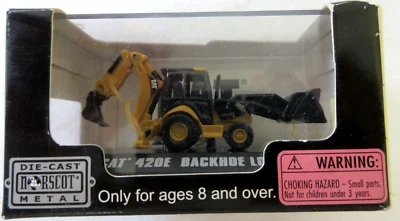 CAT 420E BACKHOE LO
DIE-CAST
NORSCOT
METAL
Only for ages 8 and over.
WARNING:
CHOKING HAZARD - Small parts.
Not for children under 3 years.